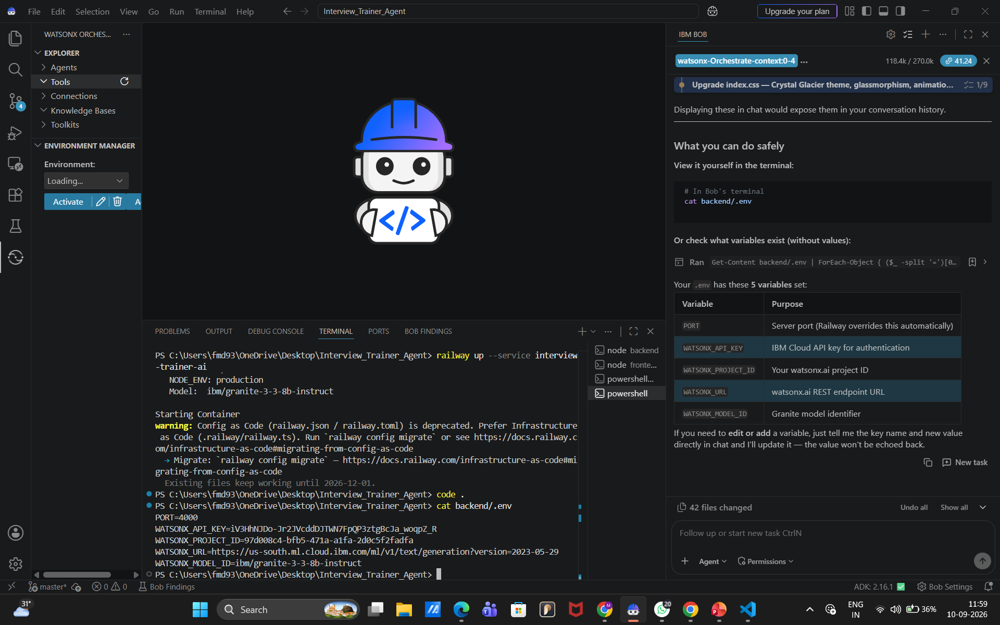 File Edit Selection View Go Run Terminal Help
Interview_Trainer_Agent
Upgrade your plan
WATSONX ORCHES...
EXPLORER
Agents
Tools
Connections
Knowledge Bases
Toolkits
ENVIRONMENT MANAGER
Environment:
Loading...
Activate
4
PROBLEMS OUTPUT DEBUG CONSOLE TERMINAL PORTS BOB FINDINGS
PS C:\Users\fmd93\OneDrive\Desktop\Interview_Trainer_Agent> railway up --service interview
-trainer-ai
NODE_ENV: production
Model: ibm/granite-3-3-8b-instruct
Starting Container
warning: Config as Code (railway.json / railway.toml) is deprecated. Prefer Infrastructure
as Code (.railway/railway.ts). Run `railway config migrate` or see https://docs.railway.c
om/infrastructure-as-code#migrating-from-config-as-code
→ Migrate: `railway config migrate` — https://docs.railway.com/infrastructure-as-code#mi
grating-from-config-as-code
Existing files keep working until 2026-12-01.
PS C:\Users\fmd93\OneDrive\Desktop\Interview_Trainer_Agent> code .
PS C:\Users\fmd93\OneDrive\Desktop\Interview_Trainer_Agent> cat backend/.env
PORT=4000
WATSONX_API_KEY=iV3HhNJDo-Jr2JVcddDJTWN7FpQP3ztgBcJa_woqpZ_R
WATSONX_PROJECT_ID=97d008c4-bfb5-471a-a1fa-2d0c5f2fadfa
WATSONX_URL=https://us-south.ml.cloud.ibm.com/ml/v1/text/generation?version=2023-05-29
WATSONX_MODEL_ID=ibm/granite-3-3-8b-instruct
PS C:\Users\fmd93\OneDrive\Desktop\Interview_Trainer_Agent>
node backend
node fronte...
powershell...
powershell
IBM BOB
watsonx-Orchestrate-context:0-4 ... 118.4k / 270.0k 41.24
Upgrade index.css — Crystal Glacier theme, glassmorphism, animatio... 1/9
Displaying these in chat would expose them in your conversation history.
What you can do safely
View it yourself in the terminal:
# In Bob's terminal
cat backend/.env
Or check what variables exist (without values):
Ran Get-Content backend/.env | ForEach-Object { ($_ -split '=')[0...
Your .env has these 5 variables set:
Variable Purpose
PORT Server port (Railway overrides this automatically)
WATSONX_API_KEY IBM Cloud API key for authentication
WATSONX_PROJECT_ID Your watsonx.ai project ID
WATSONX_URL watsonx.ai REST endpoint URL
WATSONX_MODEL_ID Granite model identifier
If you need to edit or add a variable, just tell me the key name and new value
directly in chat and I'll update it — the value won't be echoed back.
New task
42 files changed Undo all Show all
Follow up or start new task CtrlN
Agent Permissions
master* 0 0 Bob Findings
ADK: 2.16.1 Bob Settings
31°
Search
20
ENG
IN
36%
11:59
10-09-2026